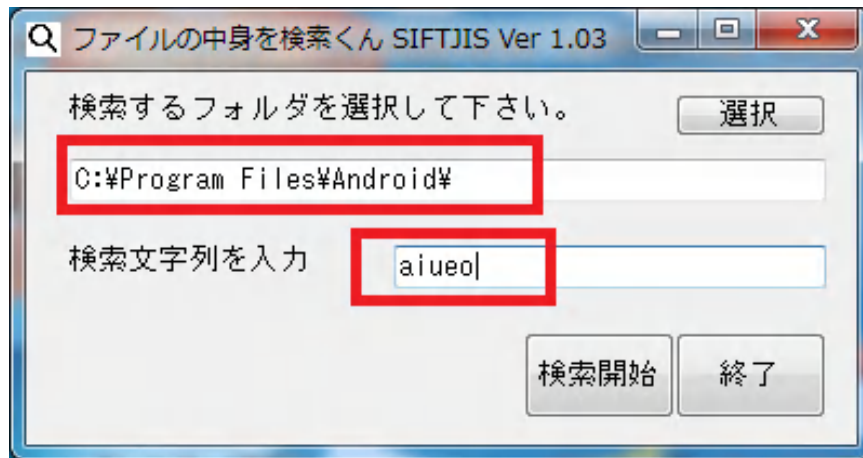 ファイルの中身を検索くん SIFTJIS Ver 1.03
検索するフォルダを選択して下さい。 選択
C:¥Program Files¥Android¥
検索文字列を入力 aiueo
検索開始 終了